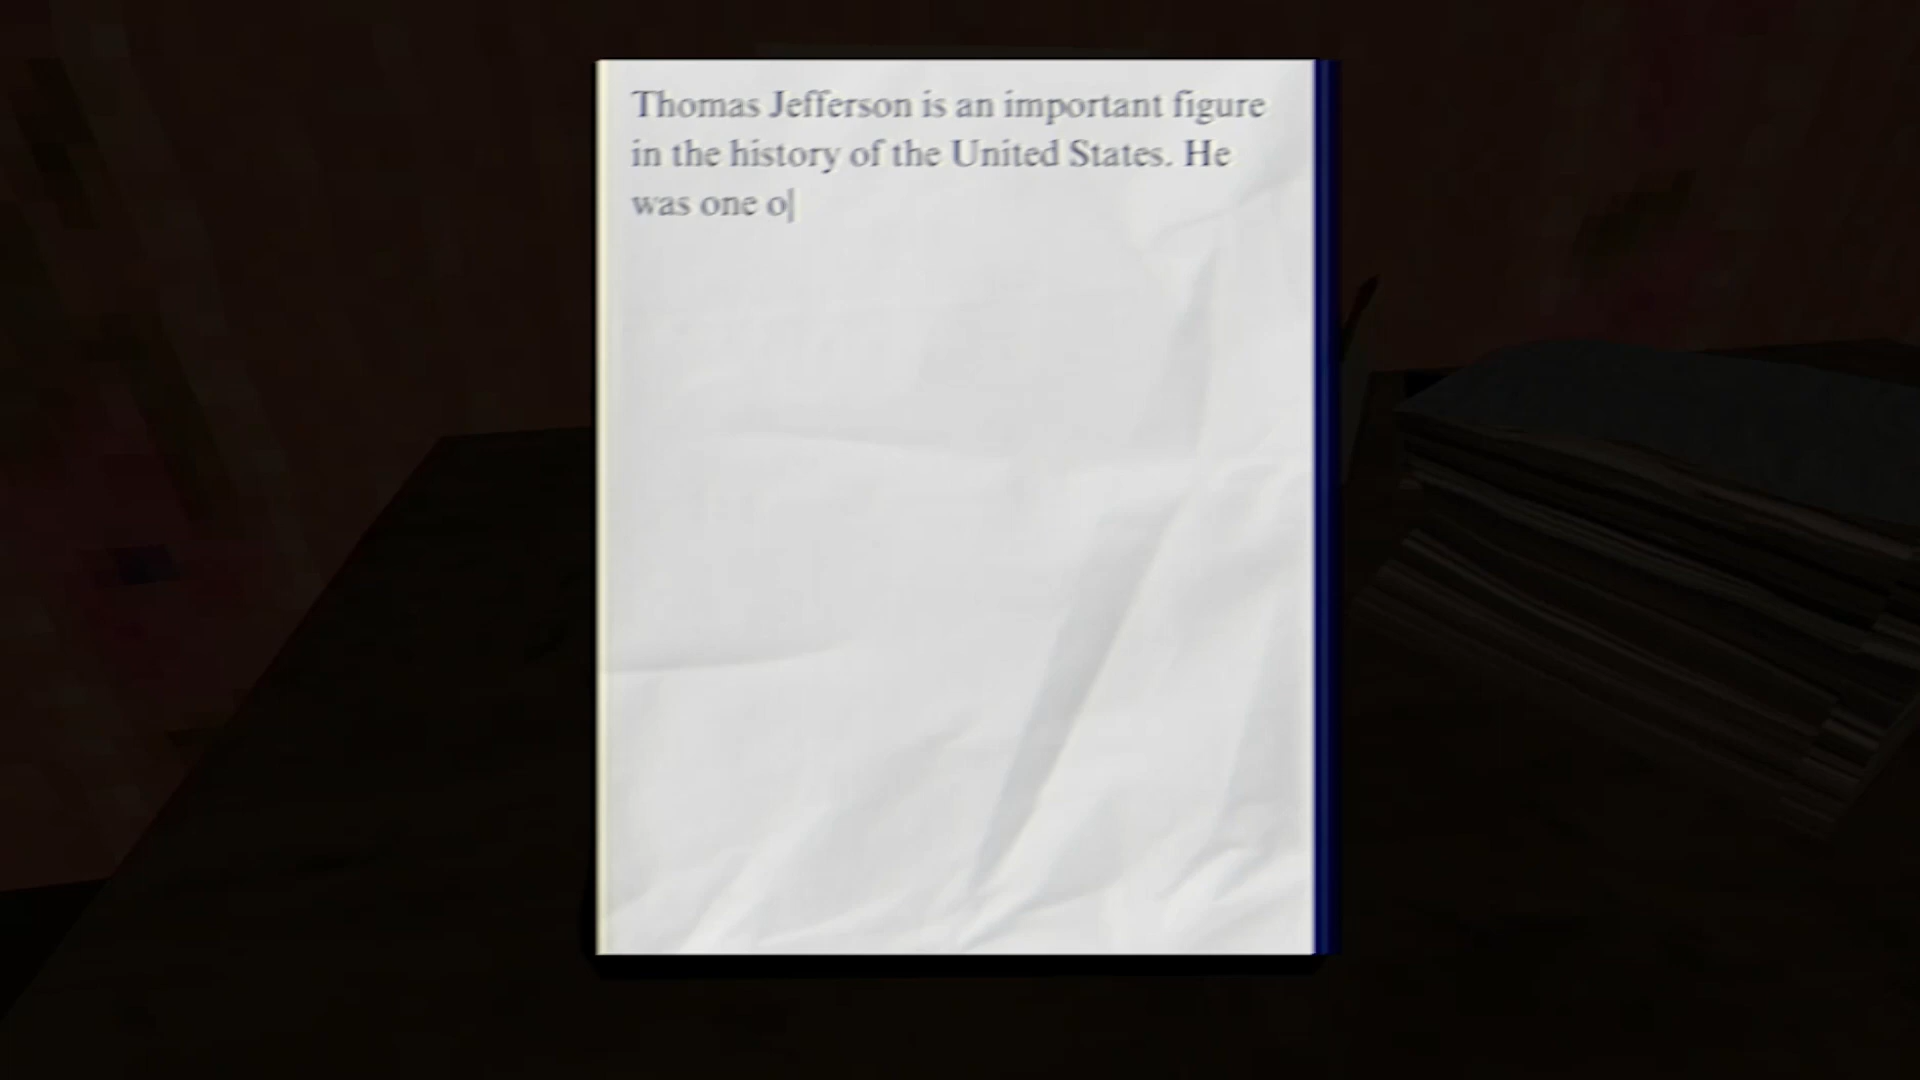 Thomas Jefferson is an important figure
in the history of the United States. He
was one o